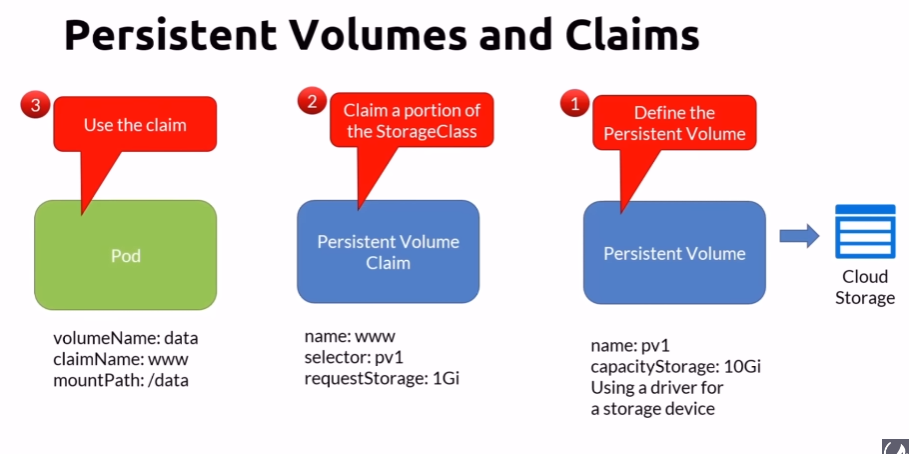 Persistent Volumes and Claims
3
Use the claim
2
Claim a portion of
the StorageClass
1
Define the
Persistent Volume
Pod
Persistent Volume
Claim
Persistent Volume
Cloud
Storage
volumeName: data
claimName: www
mountPath: /data
name: www
selector: pv1
requestStorage: 1Gi
name: pv1
capacityStorage: 10Gi
Using a driver for
a storage device